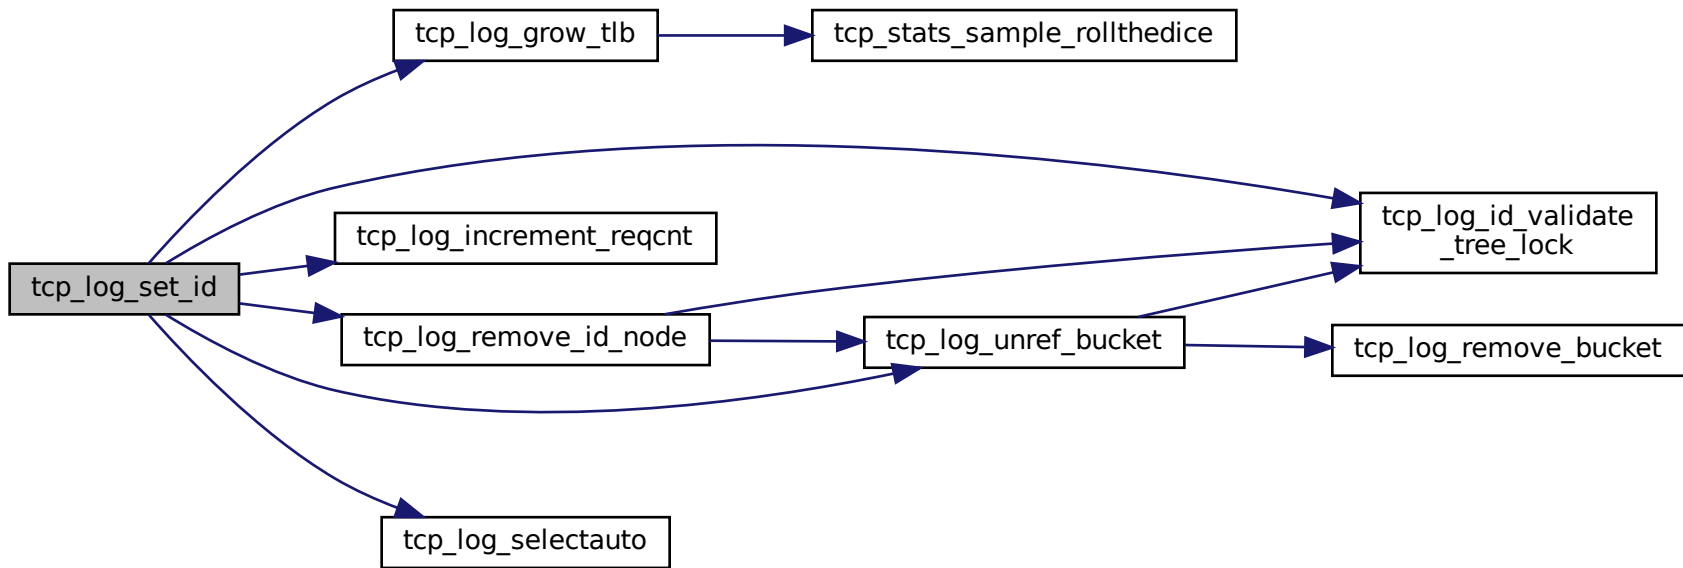 tcp_log_set_id
tcp_log_grow_tlb
tcp_stats_sample_rollthedice
tcp_log_increment_reqcnt
tcp_log_id_validate
_tree_lock
tcp_log_remove_id_node
tcp_log_unref_bucket
tcp_log_remove_bucket
tcp_log_selectauto